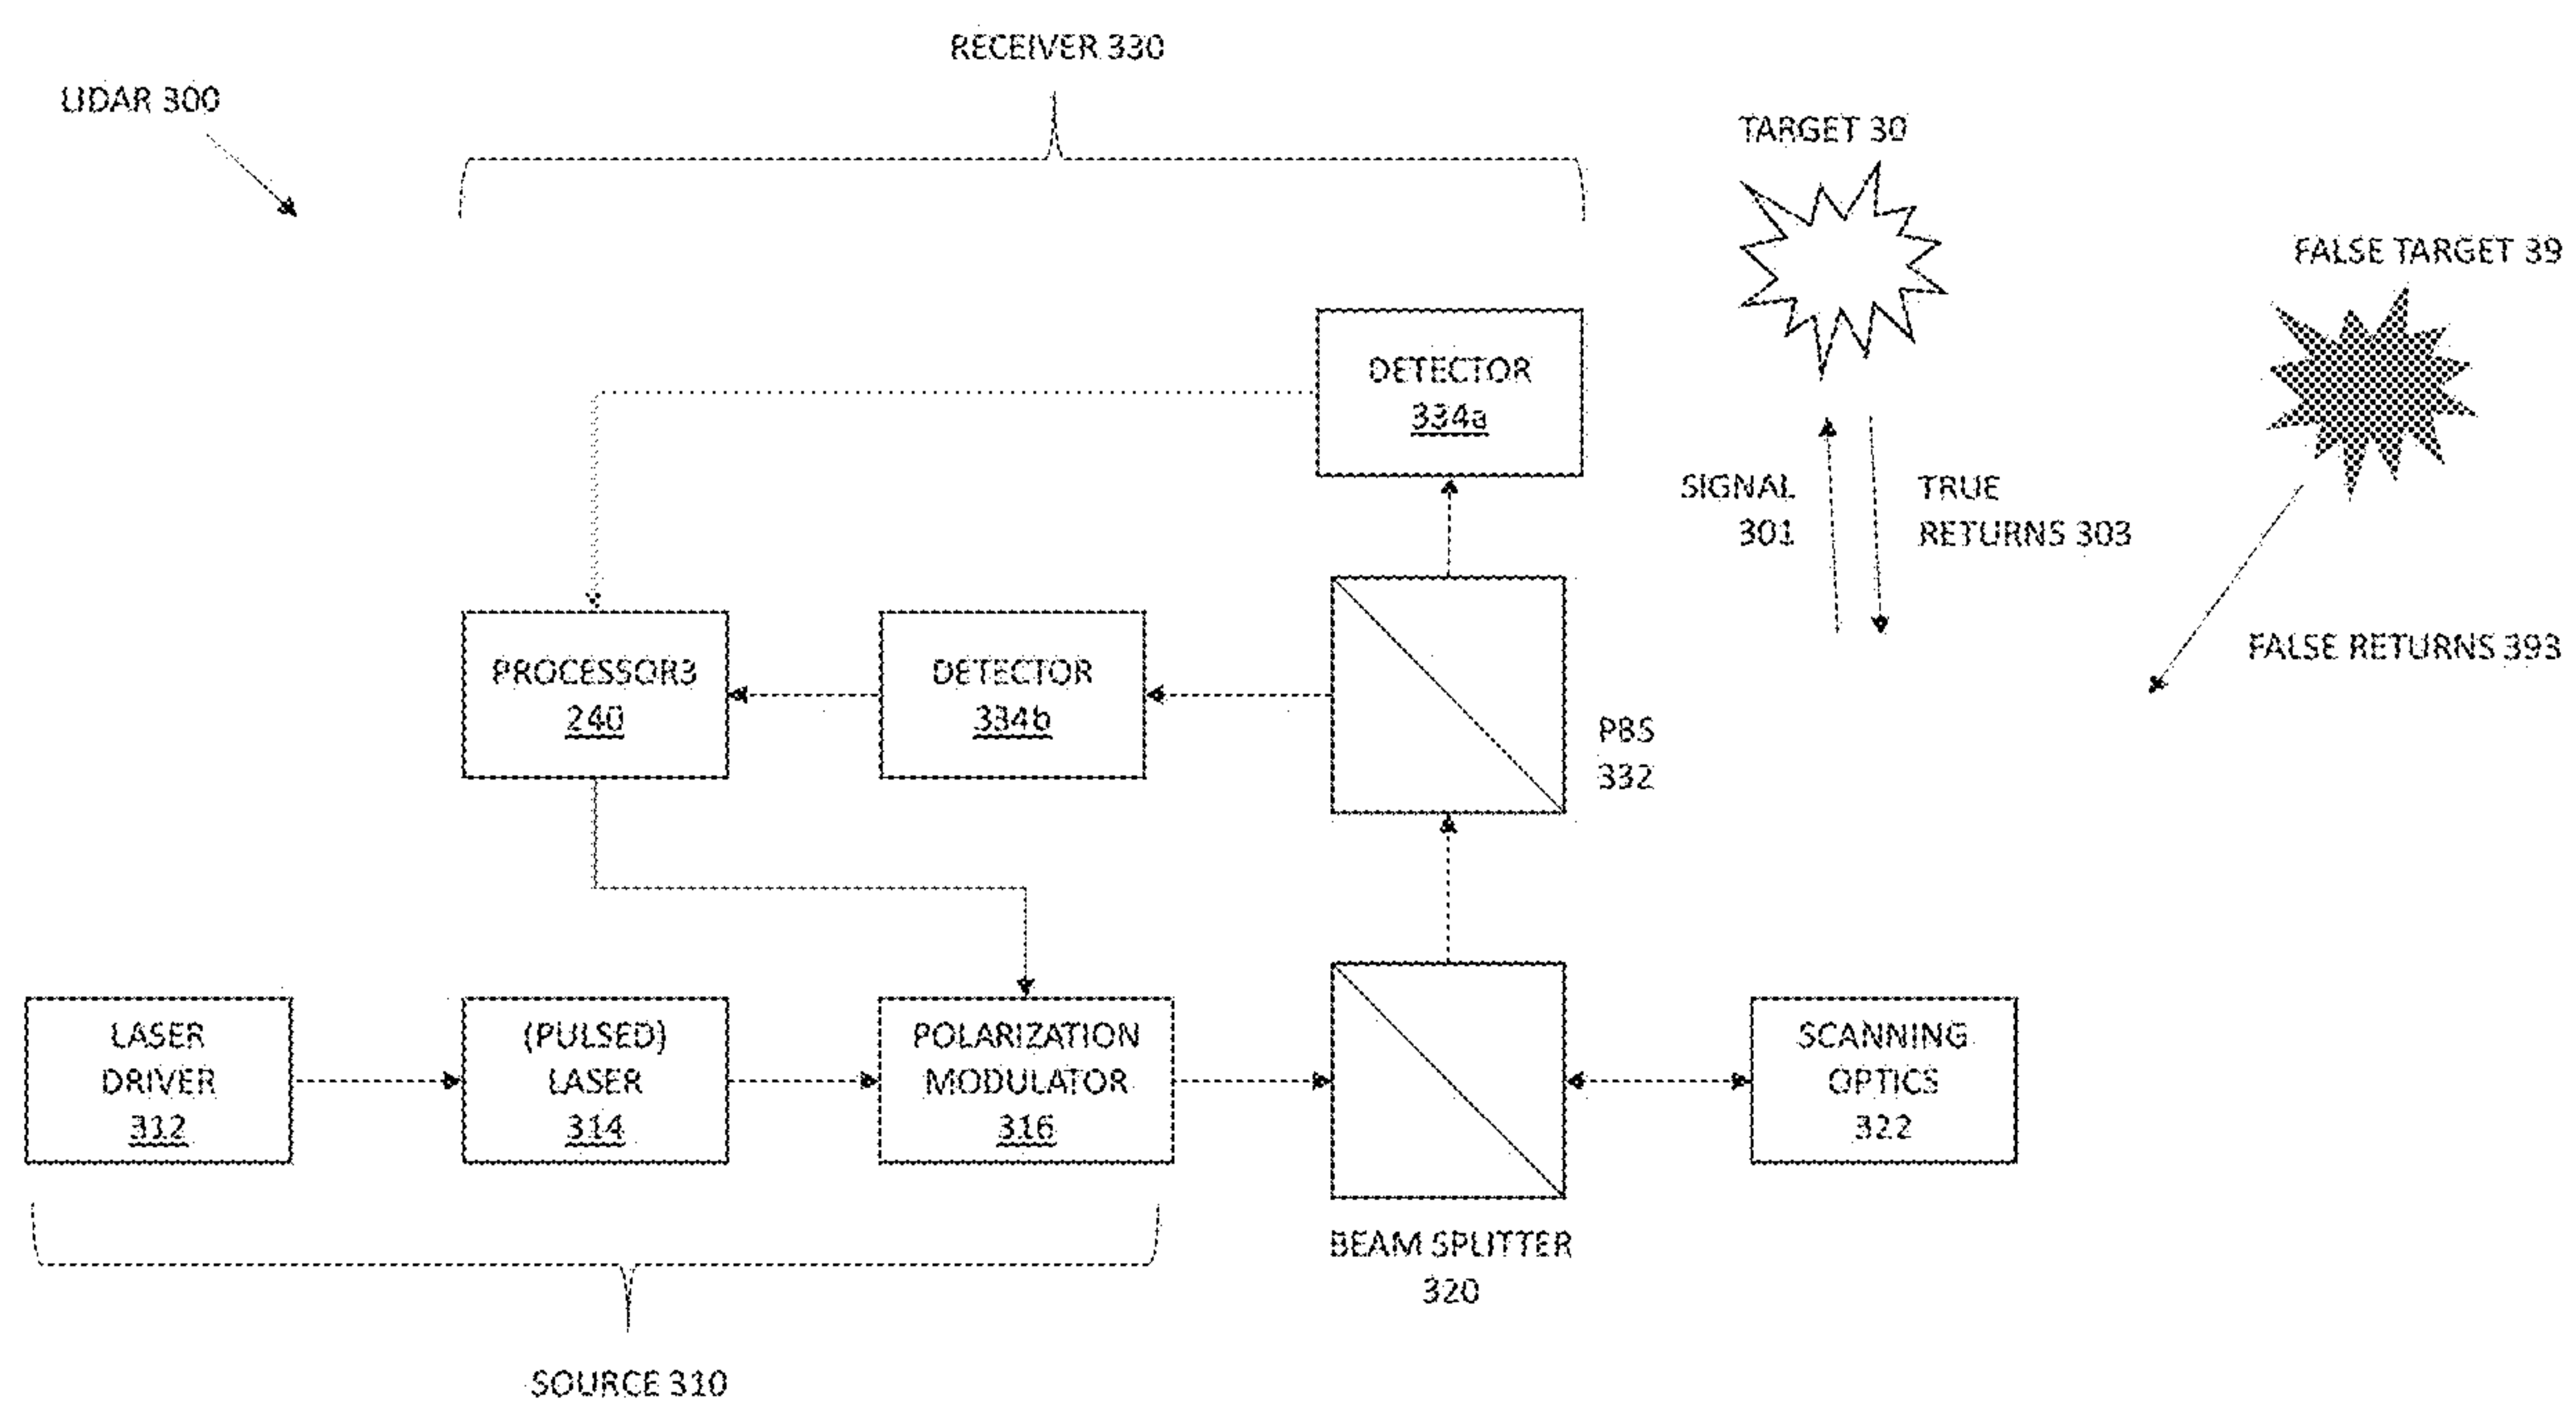 RECEIVER 330
LIDAR 300
TARGET 30
FALSE TARGET 39
DETECTOR
334a
SIGNAL
301
TRUE
RETURNS 303
FALSE RETURNS 393
PROCESSOR3
240
DETECTOR
334b
PBS
332
LASER
DRIVER
312
(PULSED)
LASER
314
POLARIZATION
MODULATOR
316
SCANNING
OPTICS
322
BEAM SPLITTER
320
SOURCE 310